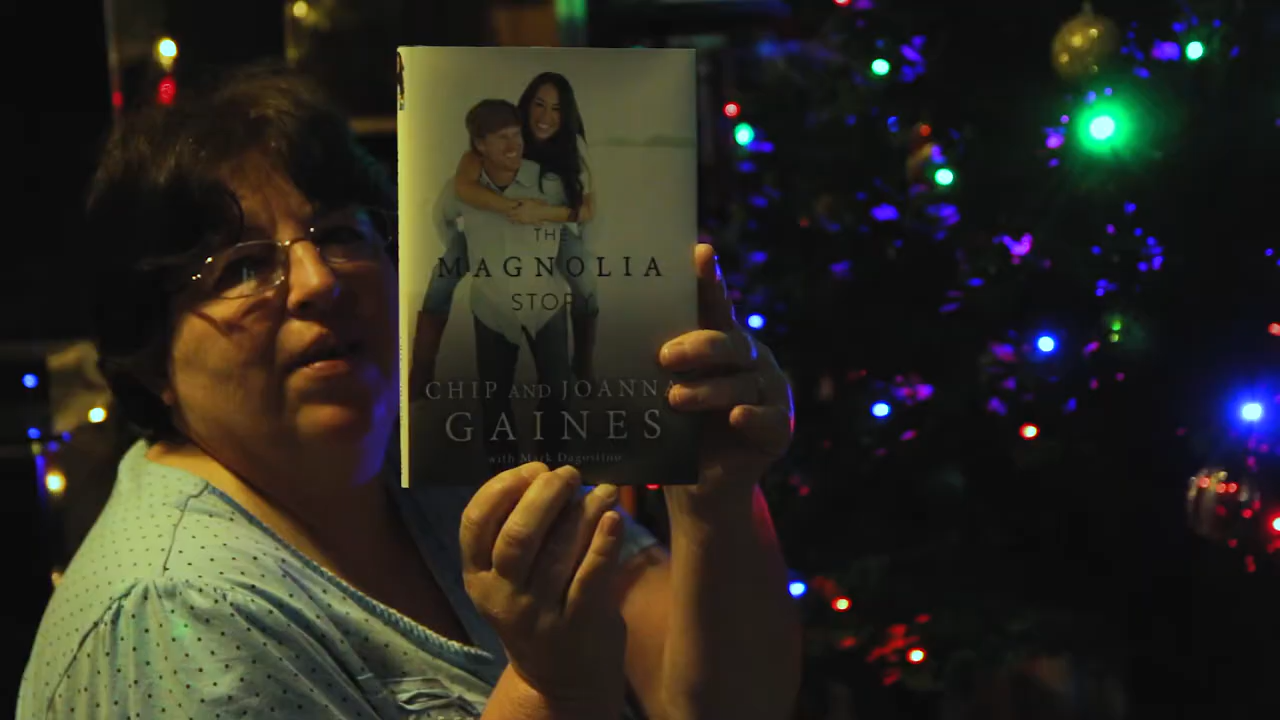 THE
MAGNOLIA
STORY
CHIP AND JOANNA
GAINES
with Mark Dagostino